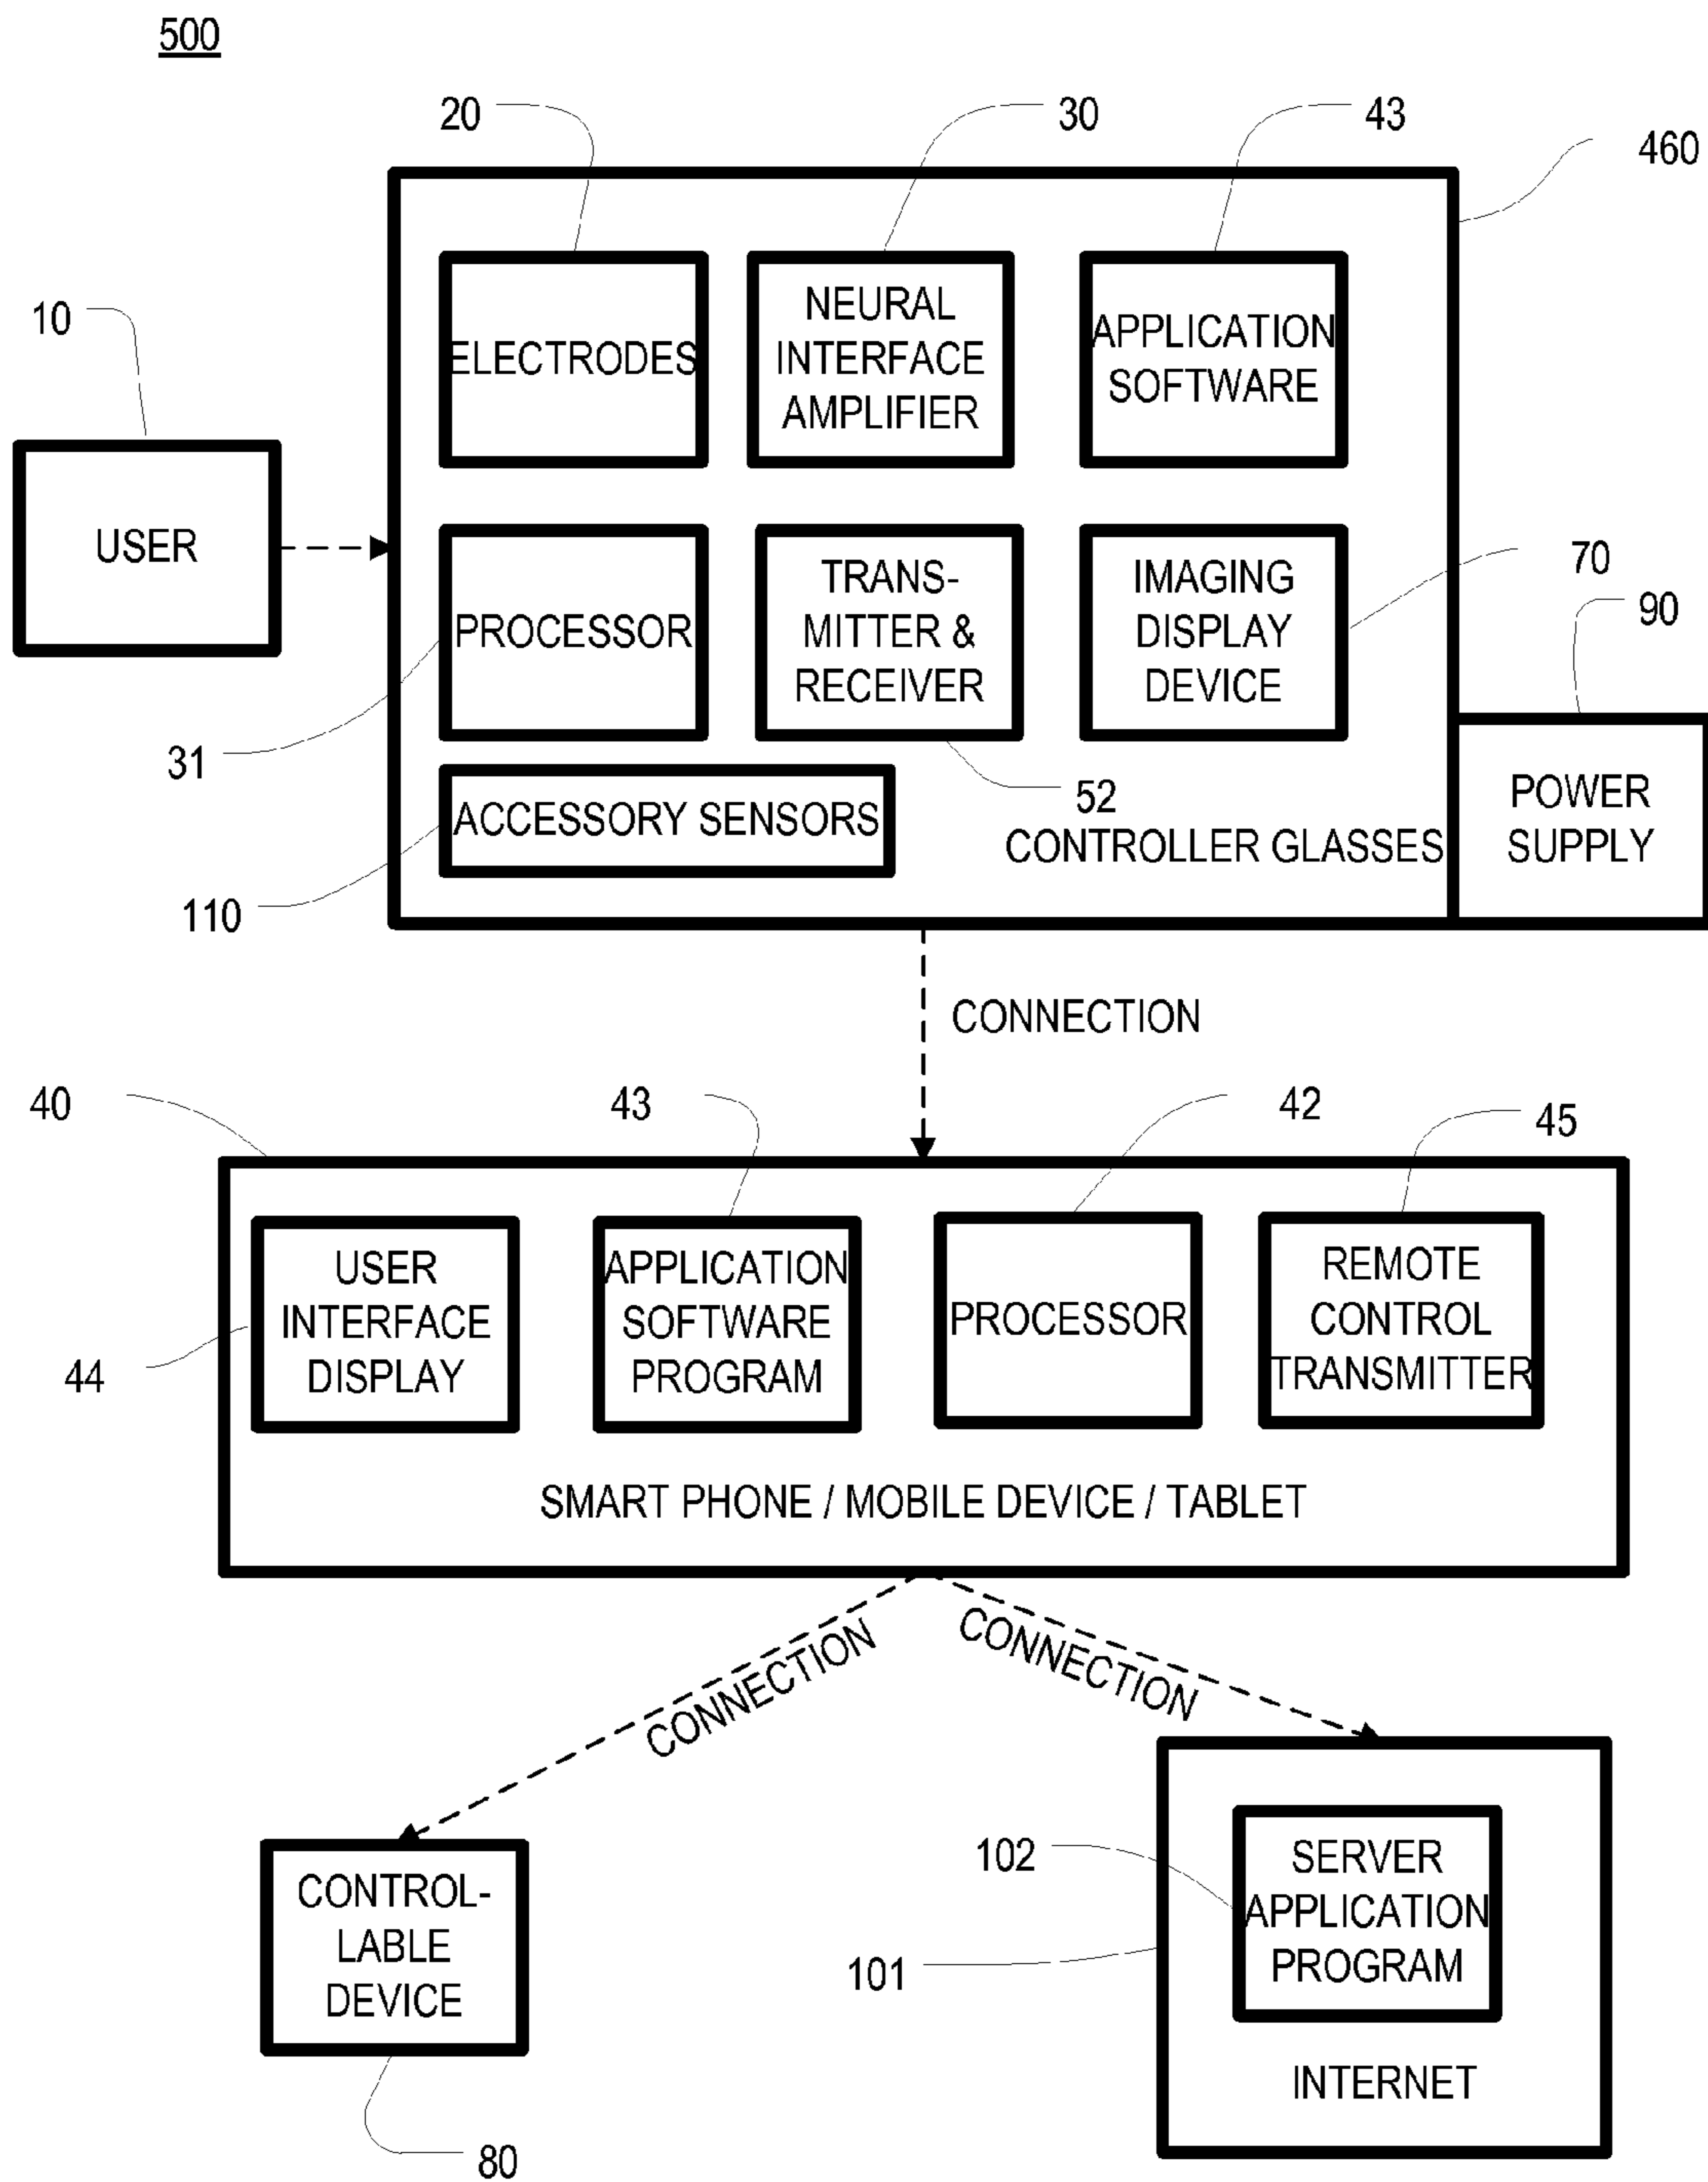 500
20
30
43
460
10
ELECTRODES
NEURAL
INTERFACE
AMPLIFIER
APPLICATION
SOFTWARE
USER
PROCESSOR
TRANS-
MITTER &
RECEIVER
IMAGING
DISPLAY
DEVICE
70
90
31
52
ACCESSORY SENSORS
CONTROLLER GLASSES
POWER
SUPPLY
110
CONNECTION
40
43
42
45
USER
INTERFACE
DISPLAY
APPLICATION
SOFTWARE
PROGRAM
PROCESSOR
REMOTE
CONTROL
TRANSMITTER
44
SMART PHONE / MOBILE DEVICE / TABLET
CONNECTION
CONNECTION
CONTROL-
LABLE
DEVICE
102
SERVER
APPLICATION
PROGRAM
101
INTERNET
80